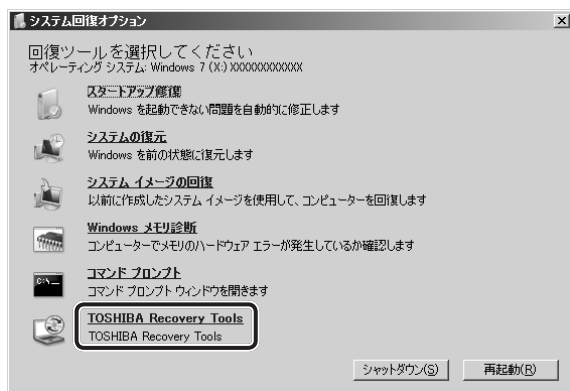 システム回復オプション
回復ツールを選択してください
オペレーティング システム: Windows 7 (X:) XXXXXXXXXXXX
スタートアップ修復
Windows を起動できない問題を自動的に修正します
システムの復元
Windows を前の状態に復元します
システム イメージの回復
以前に作成したシステム イメージを使用して、コンピューターを回復します
Windows メモリ診断
コンピューターでメモリのハードウェア エラーが発生しているか確認します
コマンド プロンプト
コマンド プロンプト ウィンドウを開きます
TOSHIBA Recovery Tools
TOSHIBA Recovery Tools
シャットダウン(S) 再起動(R)